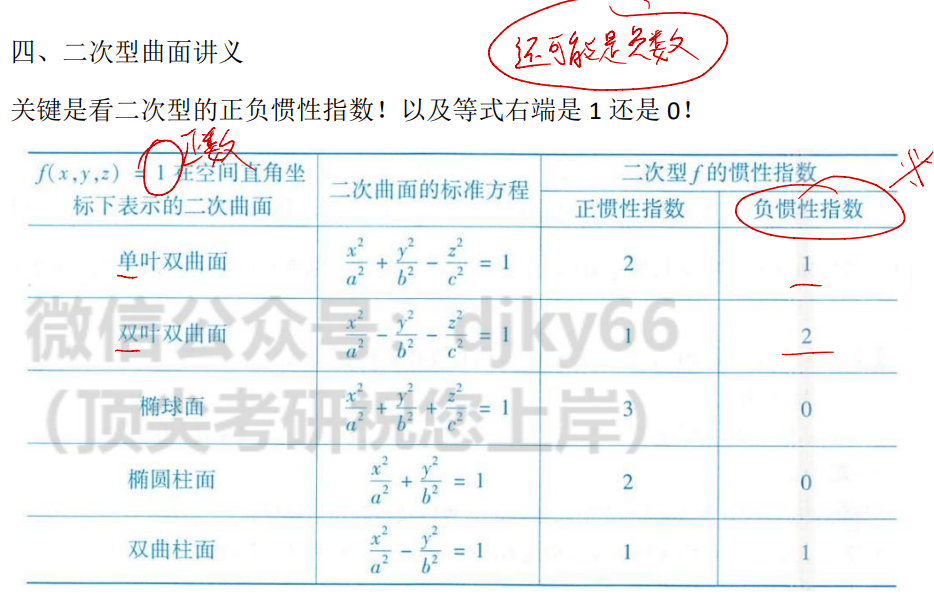 还可能是负数
四、二次型曲面讲义
关键是看二次型的正负惯性指数！以及等式右端是 1 还是 0！
正数
f(x,y,z) = 1 在空间直角坐标下表示的二次曲面
二次曲面的标准方程
二次型 f 的惯性指数
正惯性指数 负惯性指数
单叶双曲面 x²/a² + y²/b² − z²/c² = 1 2 1
双叶双曲面 x²/a² − y²/b² − z²/c² = 1 1 2
椭球面 x²/a² + y²/b² + z²/c² = 1 3 0
椭圆柱面 x²/a² + y²/b² = 1 2 0
双曲柱面 x²/a² − y²/b² = 1 1 1
微信公众号：djky66
（顶尖考研祝您上岸）